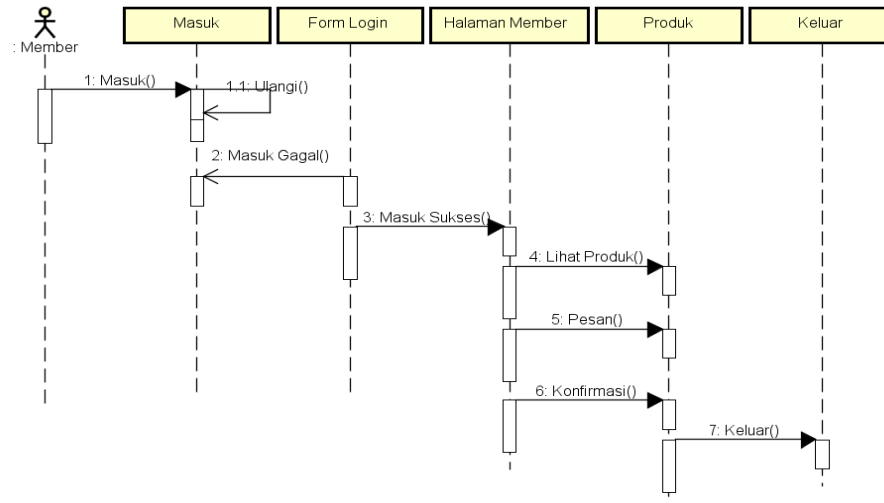 : Member
Masuk
Form Login
Halaman Member
Produk
Keluar
1: Masuk()
1.1: Ulangi()
2: Masuk Gagal()
3: Masuk Sukses()
4: Lihat Produk()
5: Pesan()
6: Konfirmasi()
7: Keluar()